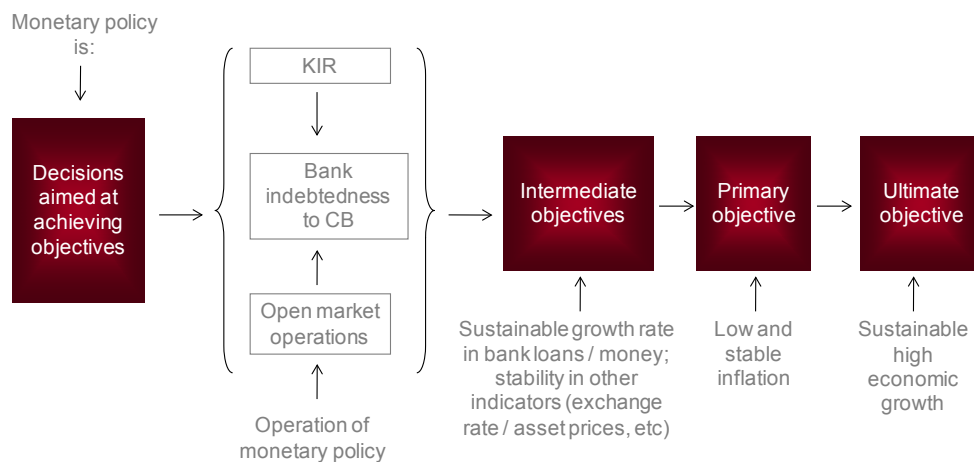 Monetary policy
is:
Decisions
aimed at
achieving
objectives
KIR
Bank
indebtedness
to CB
Open market
operations
Operation of
monetary policy
Intermediate
objectives
Sustainable growth rate
in bank loans / money;
stability in other
indicators (exchange
rate / asset prices, etc)
Primary
objective
Low and
stable
inflation
Ultimate
objective
Sustainable
high
economic
growth